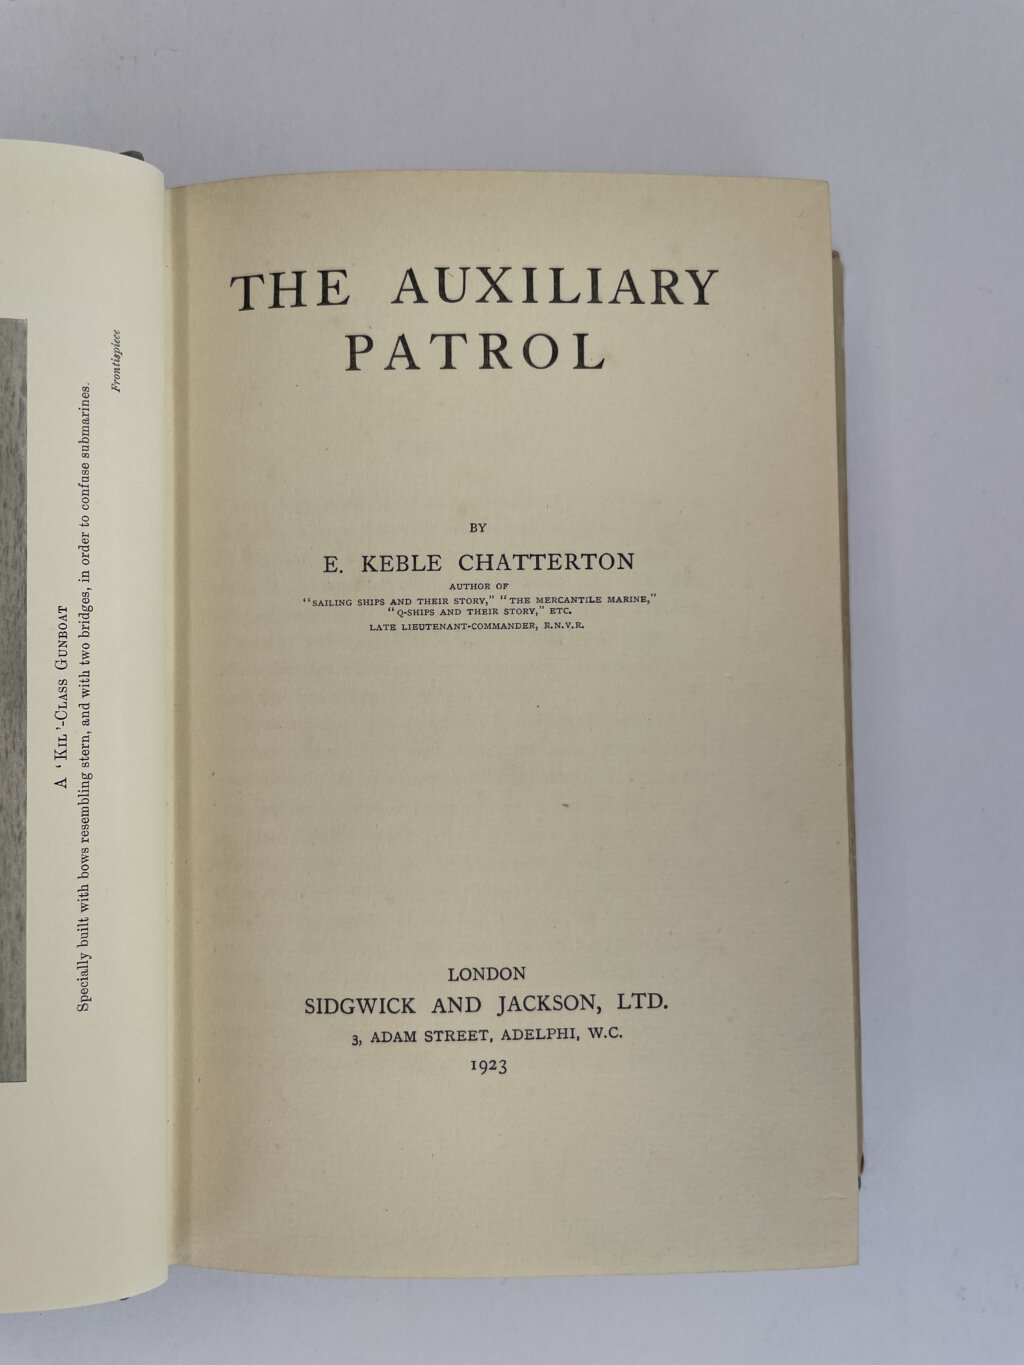 A ‘KIL’-CLASS GUNBOAT
Specially built with bows resembling stern, and with two bridges, in order to confuse submarines.
Frontispiece
THE AUXILIARY
PATROL
BY
E. KEBLE CHATTERTON
AUTHOR OF
“SAILING SHIPS AND THEIR STORY,” “THE MERCANTILE MARINE,”
“Q-SHIPS AND THEIR STORY,” ETC.
LATE LIEUTENANT-COMMANDER, R.N.V.R.
LONDON
SIDGWICK AND JACKSON, LTD.
3, ADAM STREET, ADELPHI, W.C.
1923